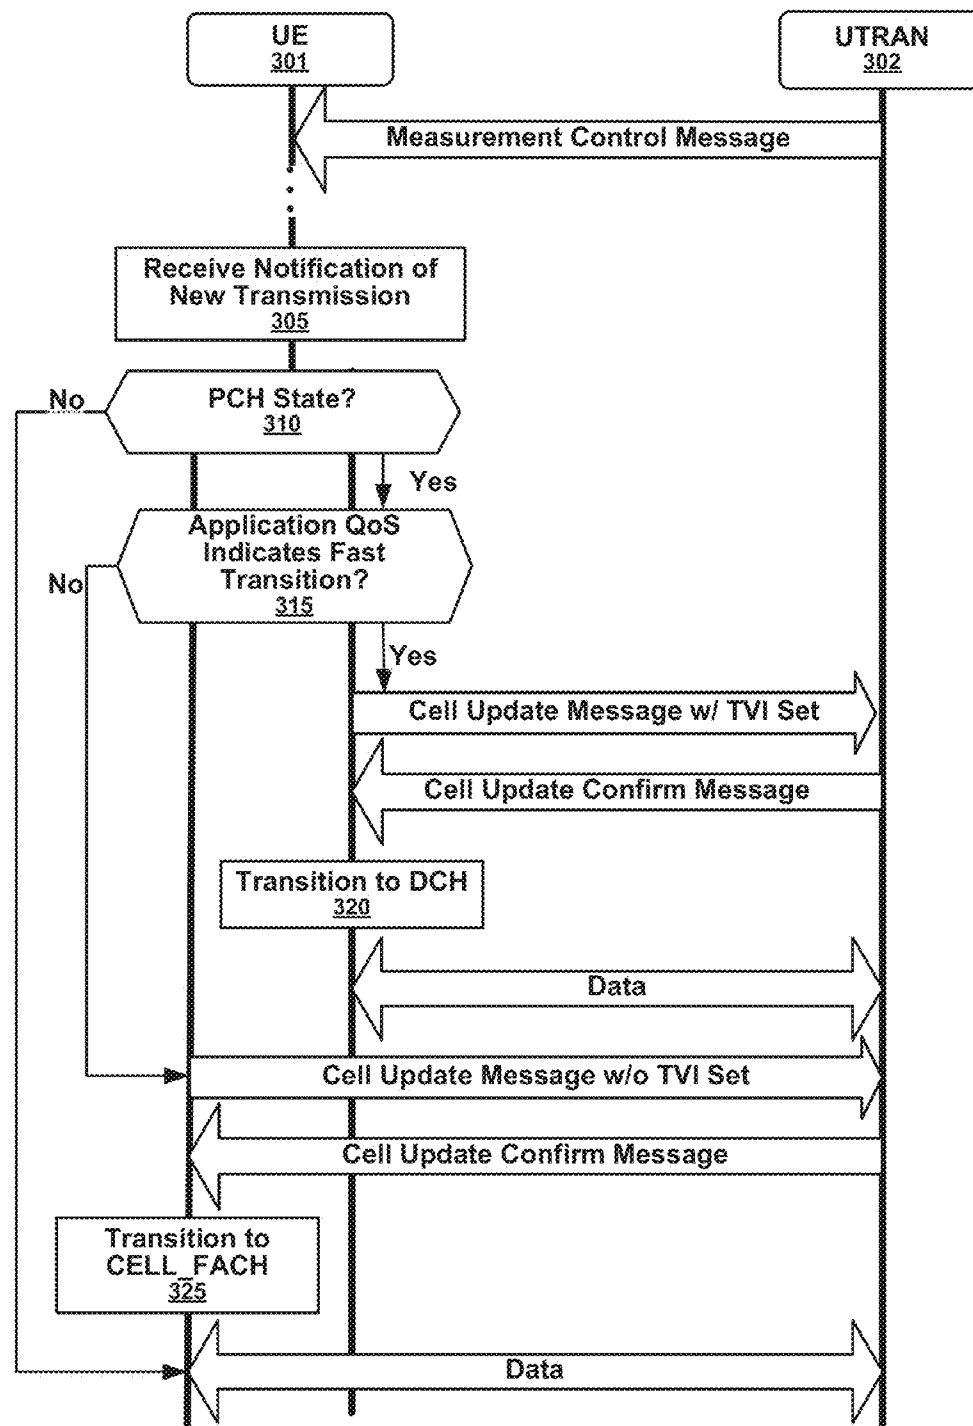 UE
301
UTRAN
302
Measurement Control Message
Receive Notification of
New Transmission
305
No
PCH State?
310
Yes
Application QoS
Indicates Fast
Transition?
315
No
Yes
Cell Update Message w/ TVI Set
Cell Update Confirm Message
Transition to DCH
320
Data
Cell Update Message w/o TVI Set
Cell Update Confirm Message
Transition to
CELL_FACH
325
Data